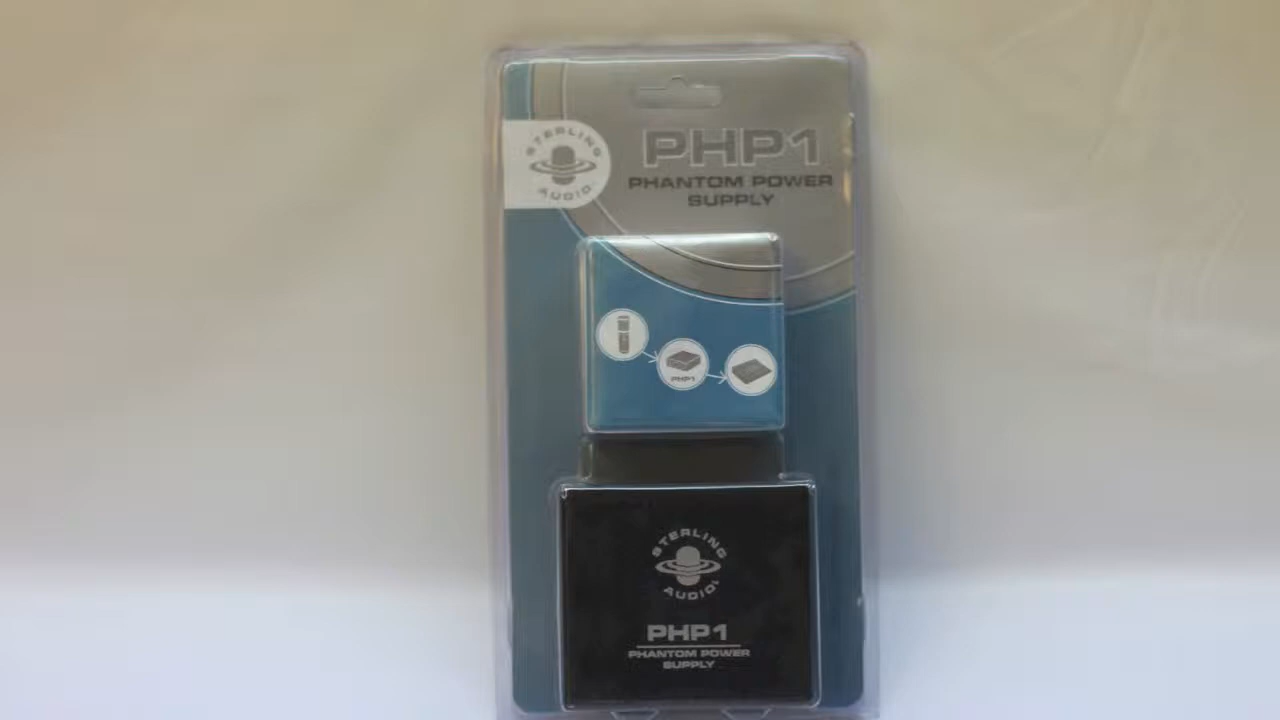 STERLING
AUDIO
PHP1
PHANTOM POWER
SUPPLY
PHP1
STERLING
AUDIO
PHP1
PHANTOM POWER
SUPPLY